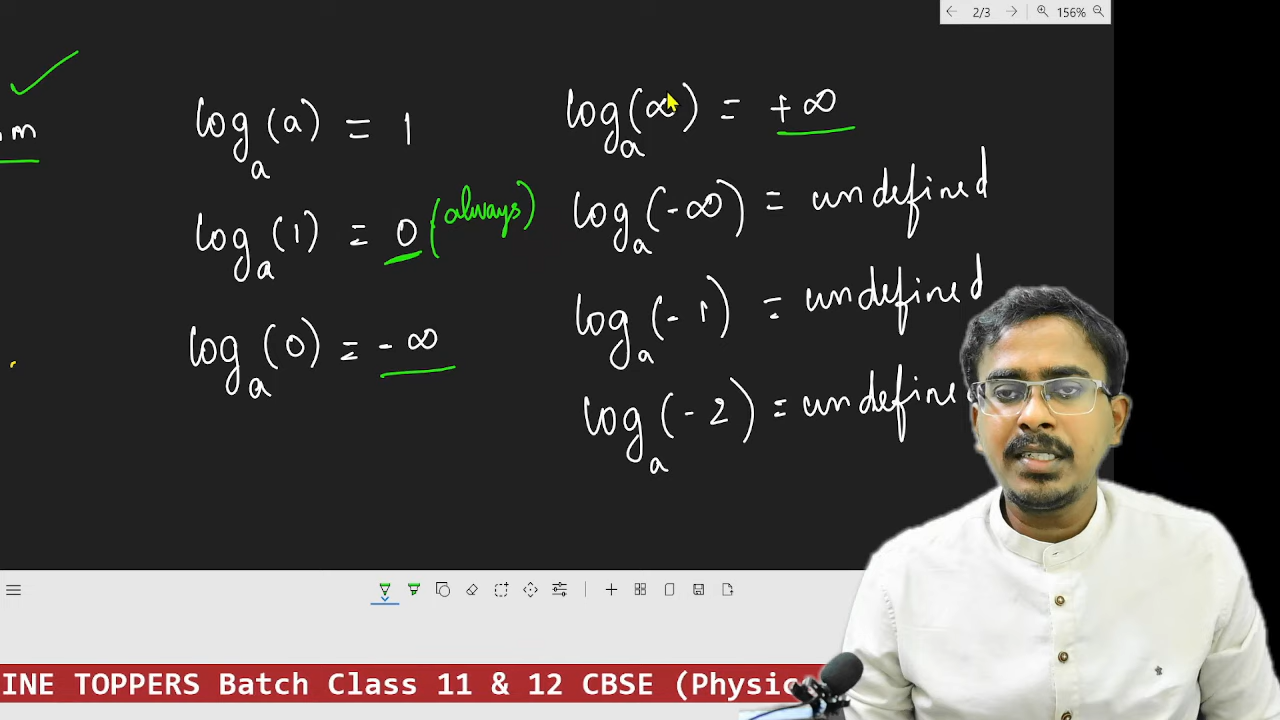 2/3
156%
m
log_a(a) = 1
log_a(1) = 0 (always)
log_a(0) = -∞
log_a(∞) = +∞
log_a(-∞) = undefined
log_a(-1) = undefined
log_a(-2) = undefine
INE TOPPERS Batch Class 11 & 12 CBSE (Physic